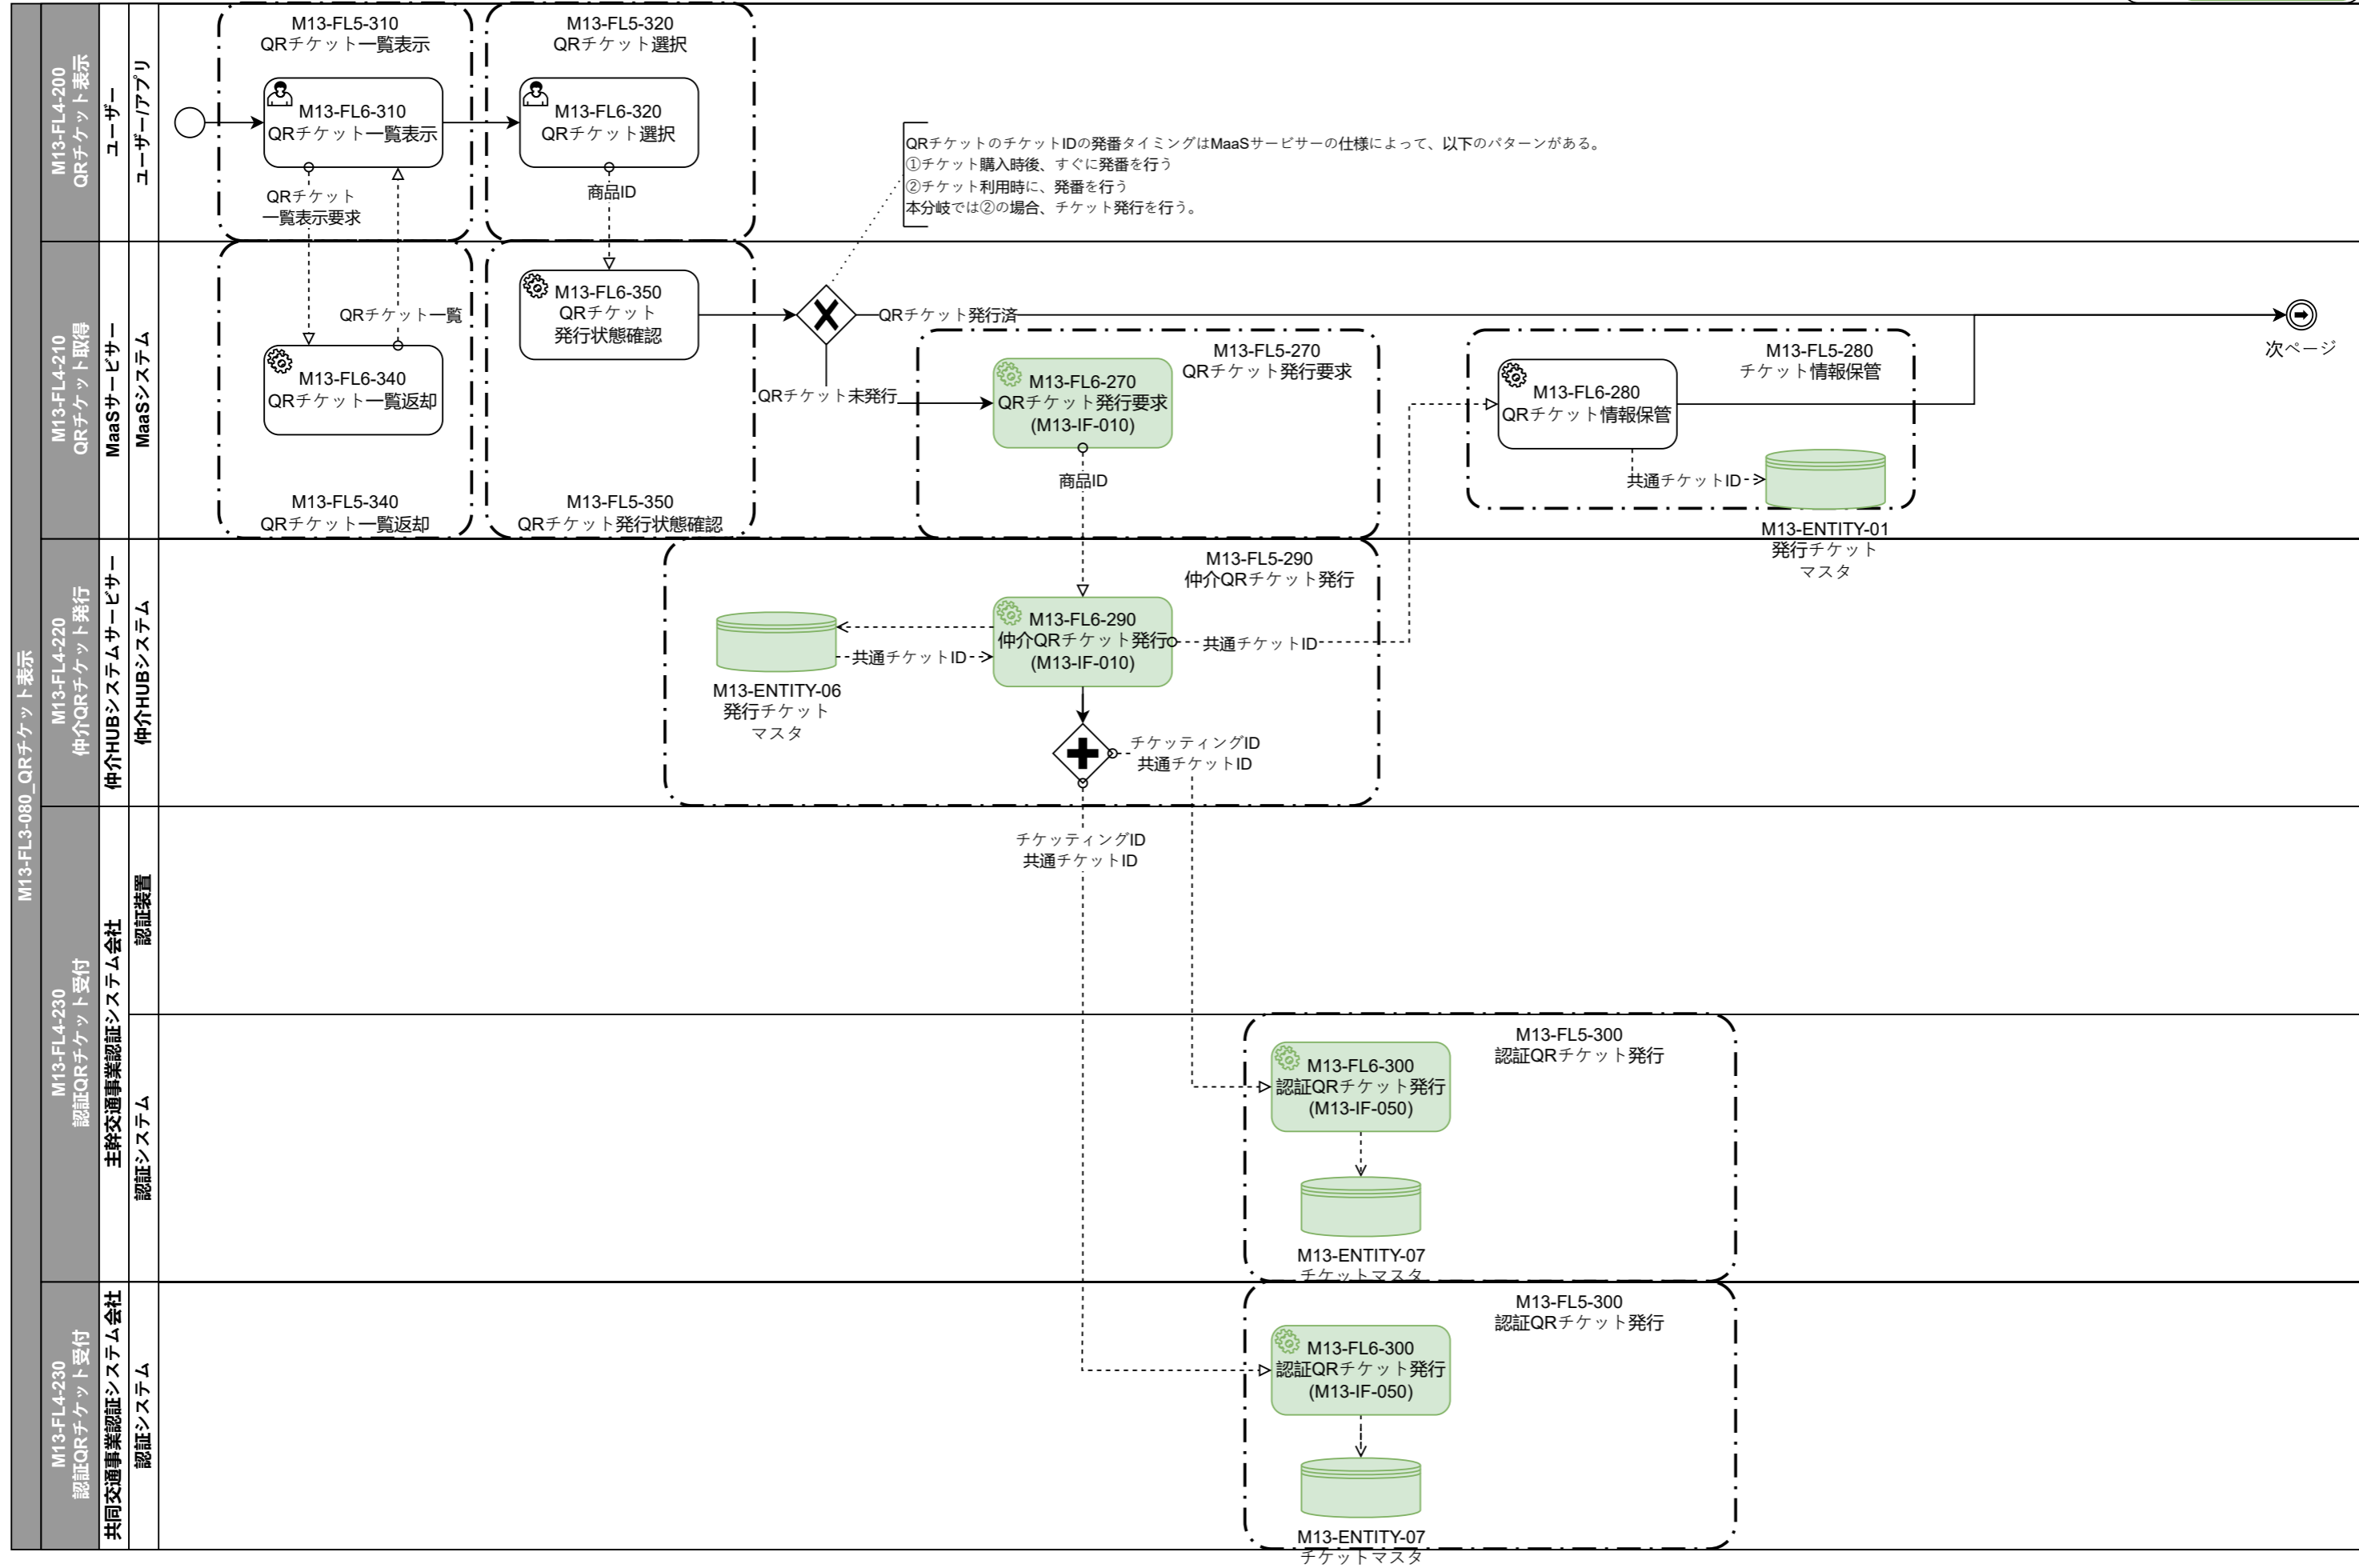 M13-FL3-080_QRチケット表示
M13-FL4-200
QRチケット表示
ユーザー
ユーザー/アプリ
M13-FL5-310
QRチケット一覧表示
M13-FL6-310
QRチケット一覧表示
QRチケット
一覧表示要求
M13-FL5-320
QRチケット選択
M13-FL6-320
QRチケット選択
商品ID
QRチケットのチケットIDの発番タイミングはMaaSサービサーの仕様によって、以下のパターンがある。
①チケット購入時後、すぐに発番を行う
②チケット利用時に、発番を行う
本分岐では②の場合、チケット発行を行う。
M13-FL4-210
QRチケット取得
MaaSサービサー
MaaSシステム
QRチケット一覧
M13-FL6-340
QRチケット一覧返却
M13-FL5-340
QRチケット一覧返却
M13-FL6-350
QRチケット
発行状態確認
M13-FL5-350
QRチケット発行状態確認
QRチケット発行済
QRチケット未発行
M13-FL5-270
QRチケット発行要求
M13-FL6-270
QRチケット発行要求
(M13-IF-010)
商品ID
M13-FL5-280
チケット情報保管
M13-FL6-280
QRチケット情報保管
共通チケットID
M13-ENTITY-01
発行チケット
マスタ
次ページ
M13-FL4-220
仲介QRチケット発行
仲介HUBシステムサービサー
仲介HUBシステム
M13-FL5-290
仲介QRチケット発行
M13-FL6-290
仲介QRチケット発行
(M13-IF-010)
共通チケットID
共通チケットID
M13-ENTITY-06
発行チケット
マスタ
チケッティングID
共通チケットID
チケッティングID
共通チケットID
M13-FL4-230
認証QRチケット受付
主幹交通事業認証システム会社
認証装置
認証システム
M13-FL5-300
認証QRチケット発行
M13-FL6-300
認証QRチケット発行
(M13-IF-050)
M13-ENTITY-07
チケットマスタ
M13-FL4-230
認証QRチケット受付
共同交通事業認証システム会社
認証システム
M13-FL5-300
認証QRチケット発行
M13-FL6-300
認証QRチケット発行
(M13-IF-050)
M13-ENTITY-07
チケットマスタ